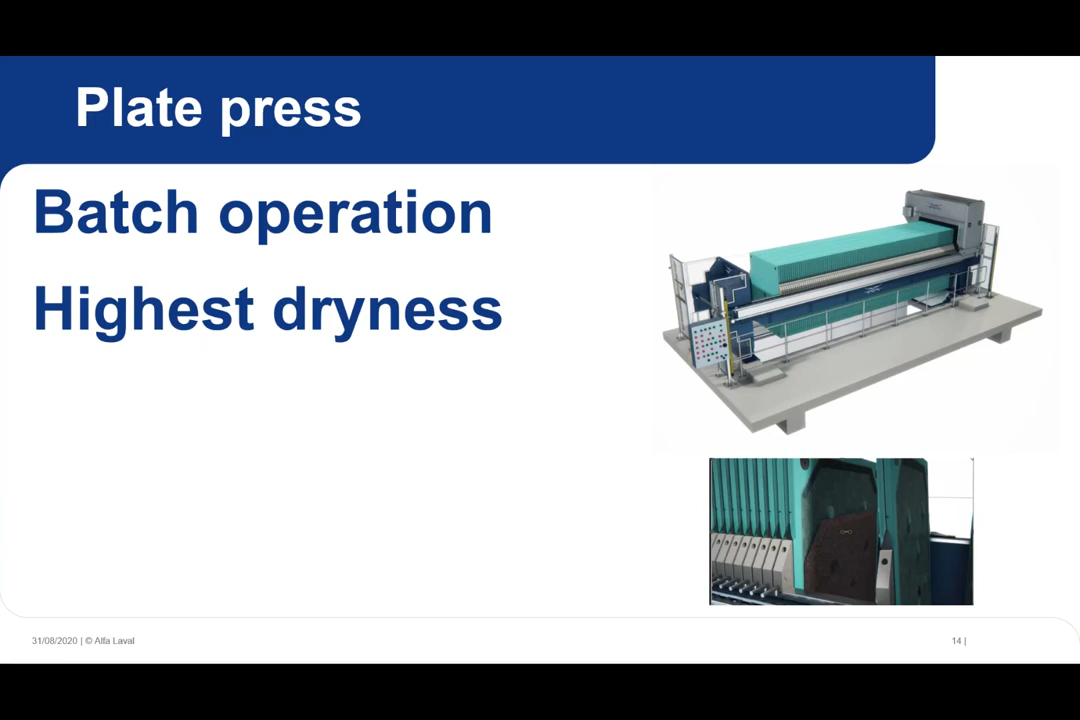 Plate press
Batch operation
Highest dryness
31/08/2020 | © Alfa Laval
14 |